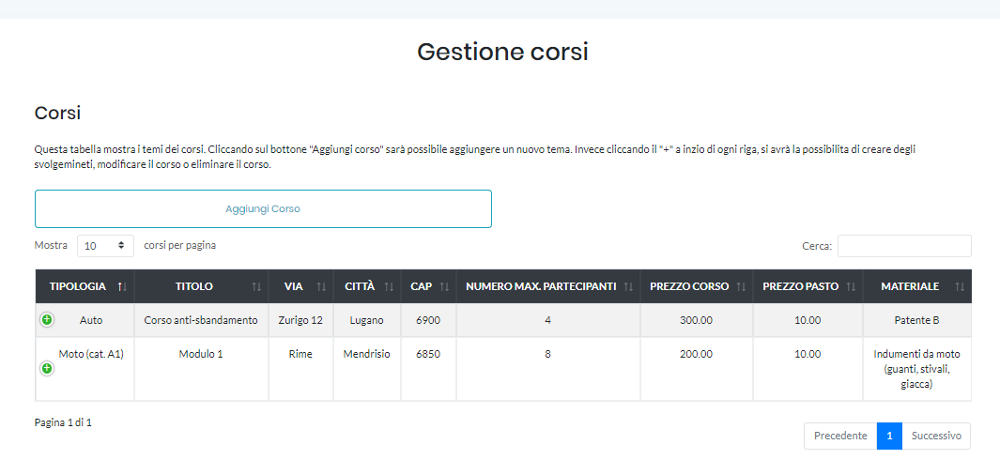 Gestione corsi
Corsi
Questa tabella mostra i temi dei corsi. Cliccando sul bottone "Aggiungi corso" sarà possibile aggiungere un nuovo tema. Invece cliccando il "+" a inzio di ogni riga, si avrà la possibilita di creare degli
svolgemineti, modificare il corso o eliminare il corso.
Aggiungi Corso
Mostra 10 corsi per pagina Cerca:
TIPOLOGIA TITOLO VIA CITTÀ CAP NUMERO MAX. PARTECIPANTI PREZZO CORSO PREZZO PASTO MATERIALE
Auto Corso anti-sbandamento Zurigo 12 Lugano 6900 4 300.00 10.00 Patente B
Moto (cat. A1) Modulo 1 Rime Mendrisio 6850 8 200.00 10.00 Indumenti da moto
(guanti, stivali,
giacca)
Pagina 1 di 1
Precedente 1 Successivo